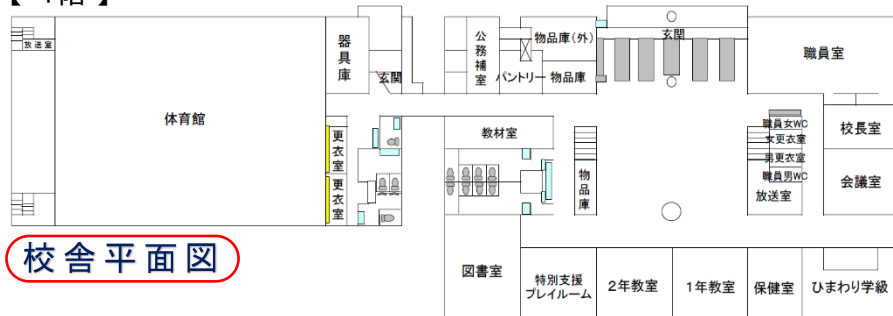 【 1階 】
放送室
体育館
器具庫
玄関
更衣室
更衣室
公務補室
物品庫(外)
パントリー
物品庫
玄関
職員室
教材室
物品庫
職員女WC
女更衣室
男更衣室
職員男WC
放送室
校長室
会議室
校舎平面図
図書室
特別支援
プレイルーム
2年教室
1年教室
保健室
ひまわり学級